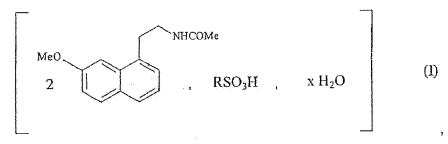 NHCOMe
MeO
2 , RSO₃H , x H₂O (I)
,